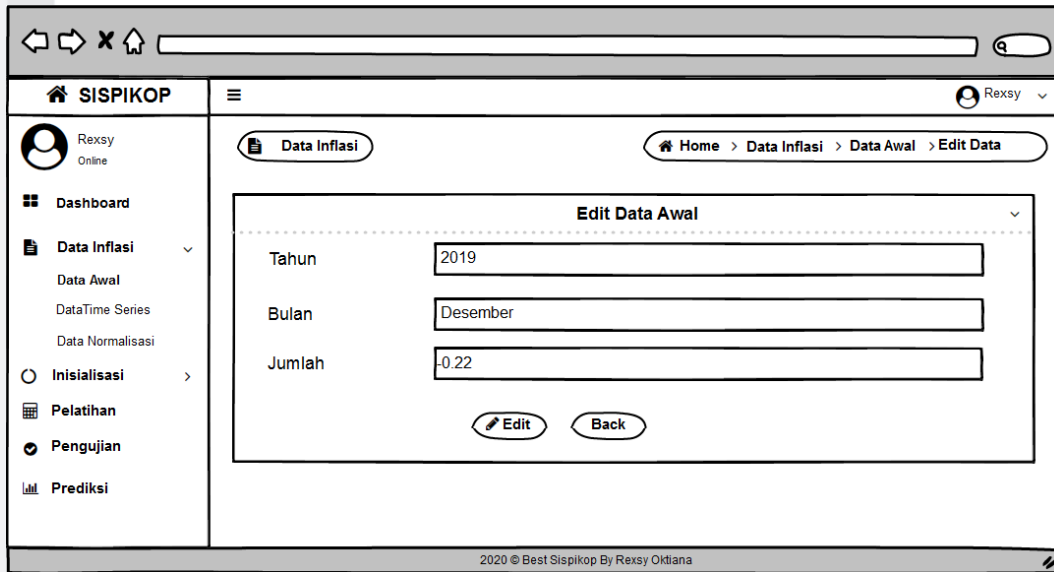 SISPIKOP
Rexsy
Rexsy
Online
Dashboard
Data Inflasi
Data Awal
DataTime Series
Data Normalisasi
Inisialisasi
Pelatihan
Pengujian
Prediksi
Data Inflasi
Home > Data Inflasi > Data Awal > Edit Data
Edit Data Awal
Tahun 2019
Bulan Desember
Jumlah -0.22
Edit Back
2020 © Best Sispikop By Rexsy Oktiana